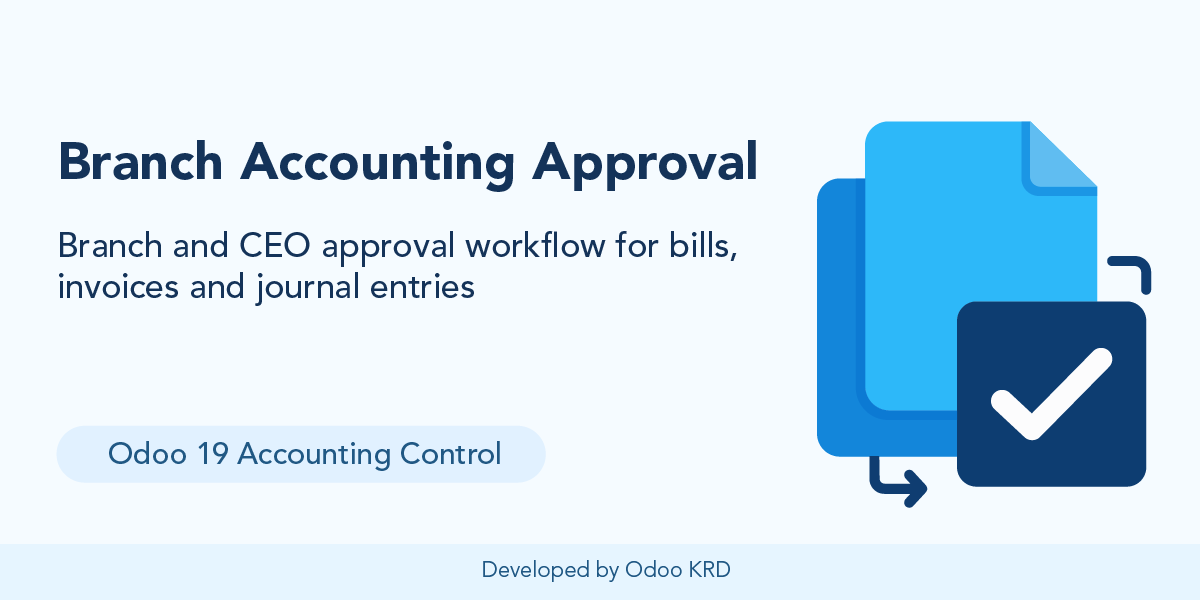 Branch Accounting Approval
Branch and CEO approval workflow for bills,
invoices and journal entries
Odoo 19 Accounting Control
Developed by Odoo KRD